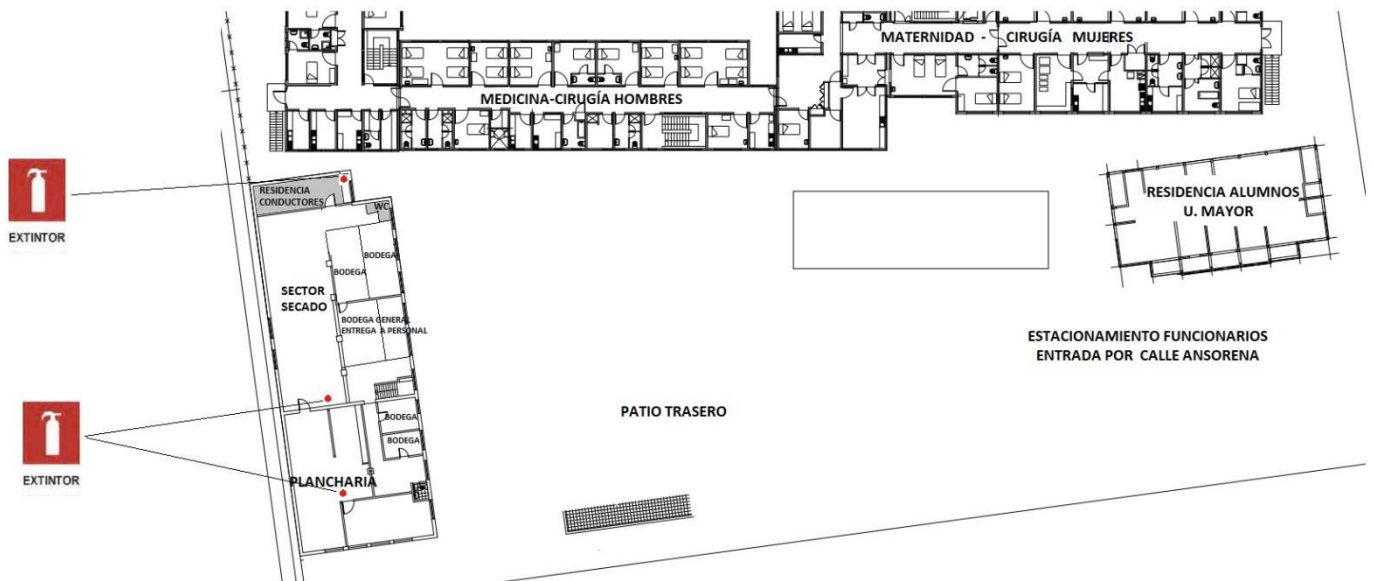 MATERNIDAD - CIRUGÍA MUJERES
MEDICINA-CIRUGÍA HOMBRES
EXTINTOR
RESIDENCIA
CONDUCTORES
WC
BODEGA
BODEGA
SECTOR
SECADO
BODEGA GENERAL
ENTREGA A PERSONAL
RESIDENCIA ALUMNOS
U. MAYOR
ESTACIONAMIENTO FUNCIONARIOS
ENTRADA POR CALLE ANSORENA
PATIO TRASERO
EXTINTOR
BODEGA
BODEGA
PLANCHARIA